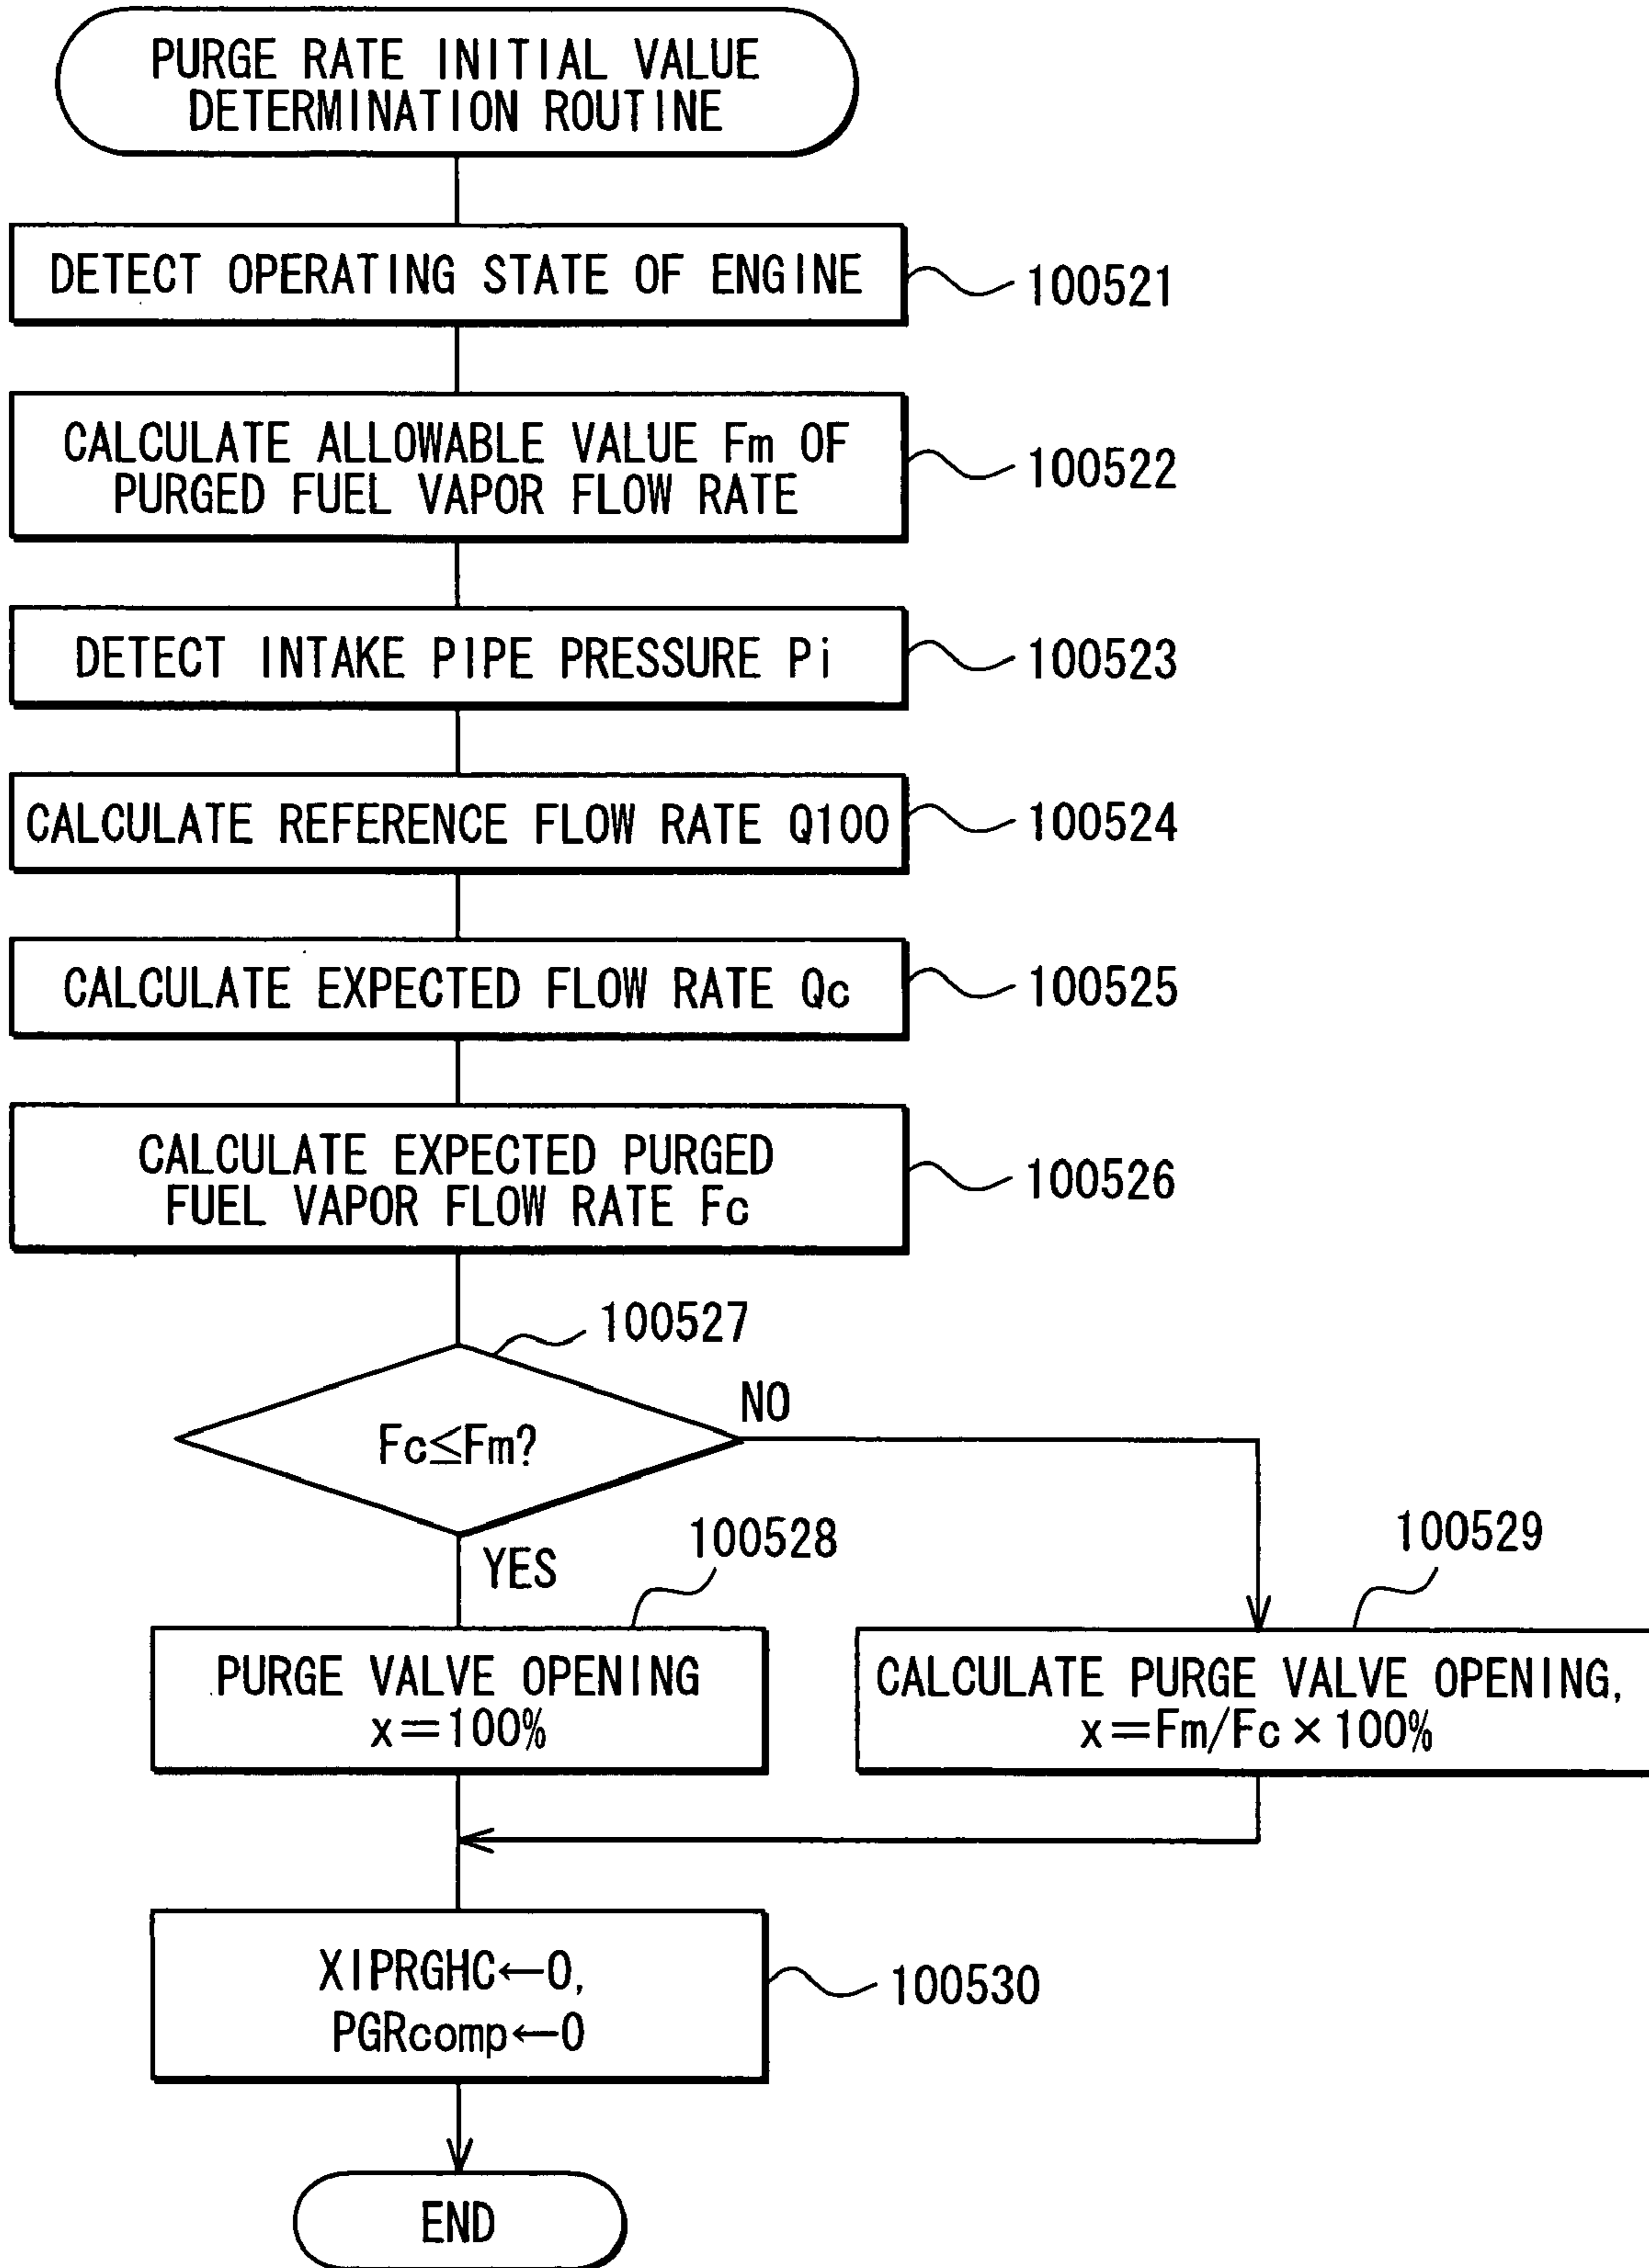 PURGE RATE INITIAL VALUE
DETERMINATION ROUTINE
DETECT OPERATING STATE OF ENGINE
100521
CALCULATE ALLOWABLE VALUE Fm OF
PURGED FUEL VAPOR FLOW RATE
100522
DETECT INTAKE PIPE PRESSURE Pi
100523
CALCULATE REFERENCE FLOW RATE Q100
100524
CALCULATE EXPECTED FLOW RATE Qc
100525
CALCULATE EXPECTED PURGED
FUEL VAPOR FLOW RATE Fc
100526
100527
Fc≦Fm?
NO
YES
100528
100529
PURGE VALVE OPENING
x=100%
CALCULATE PURGE VALVE OPENING,
x=Fm/Fc×100%
XIPRGHC←0,
PGRcomp←0
100530
END